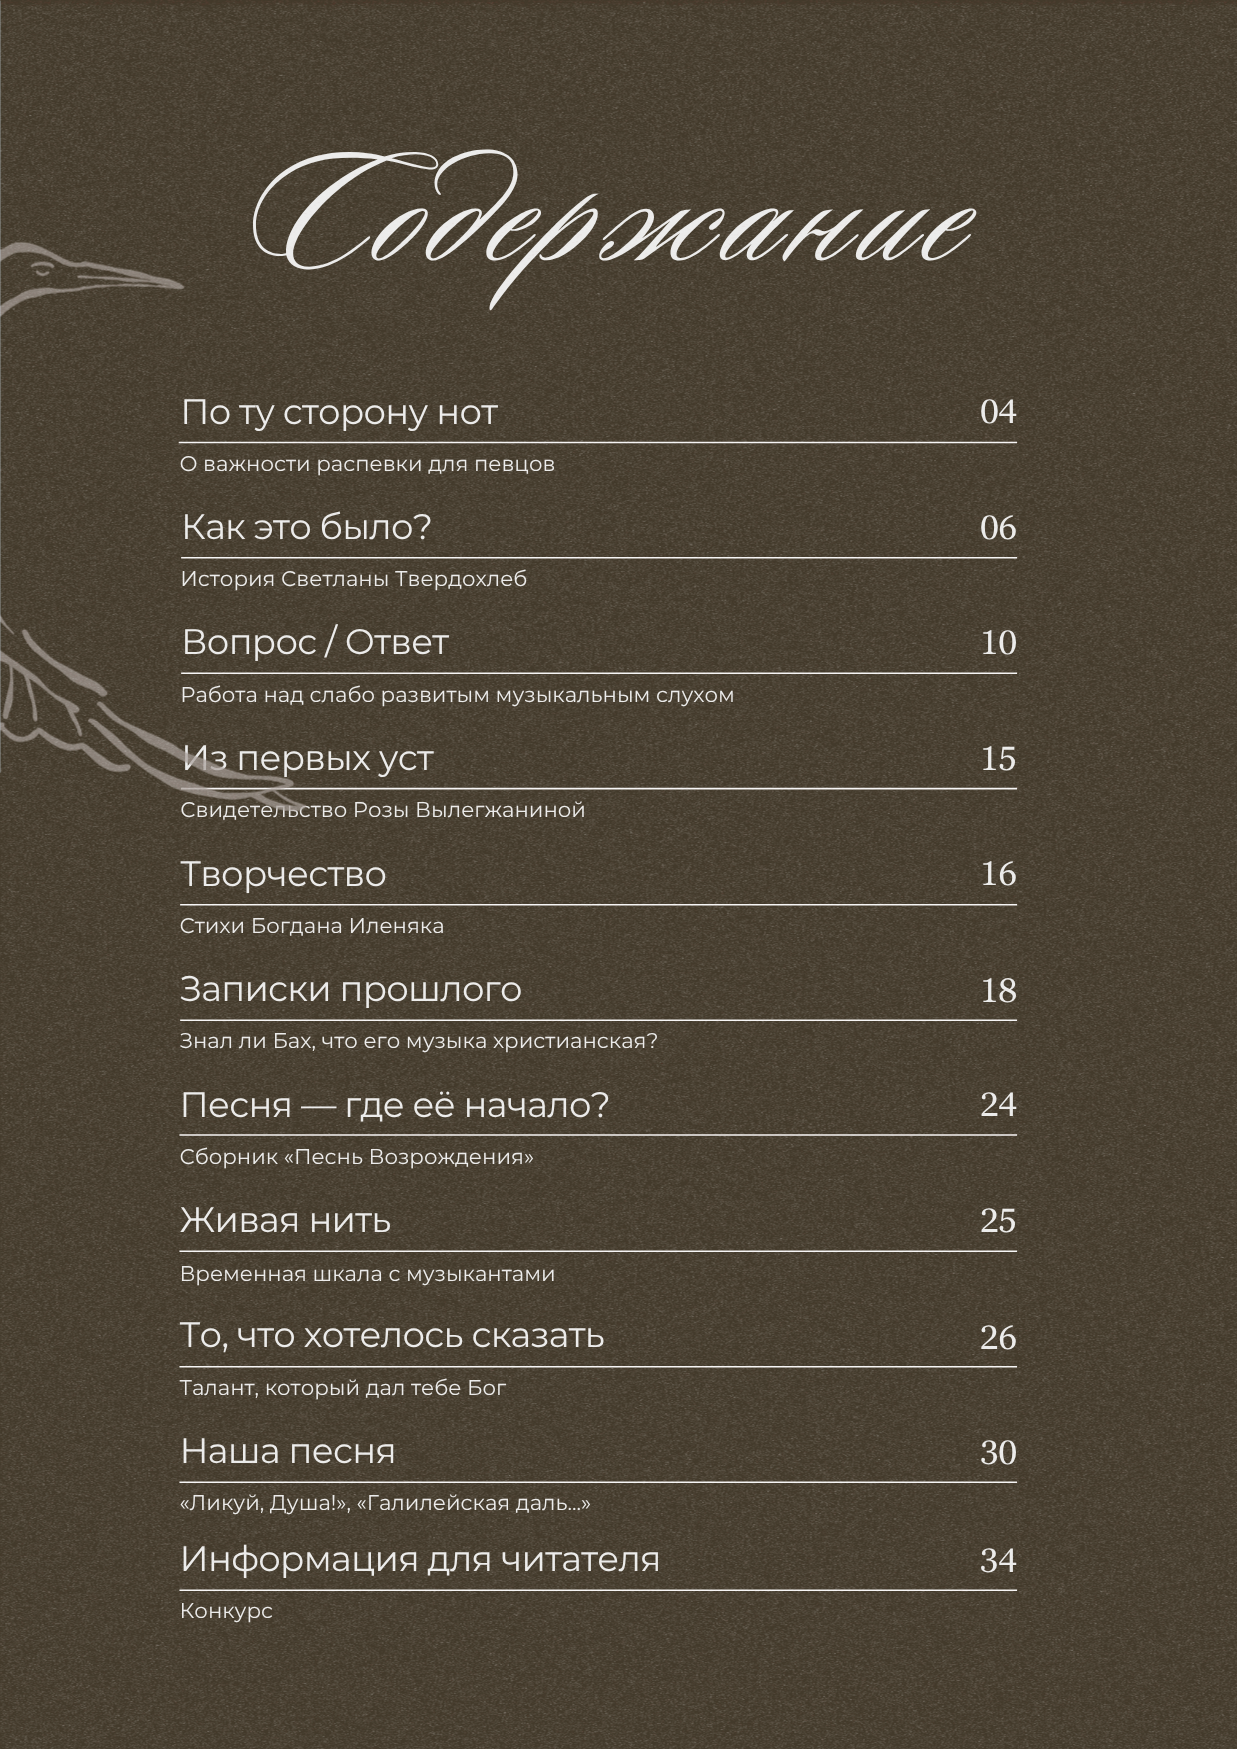 Содержание
По ту сторону нот 04
О важности распевки для певцов
Как это было? 06
История Светланы Твердохлеб
Вопрос / Ответ 10
Работа над слабо развитым музыкальным слухом
Из первых уст 15
Свидетельство Розы Вылегжаниной
Творчество 16
Стихи Богдана Иленяка
Записки прошлого 18
Знал ли Бах, что его музыка христианская?
Песня — где её начало? 24
Сборник «Песнь Возрождения»
Живая нить 25
Временная шкала с музыкантами
То, что хотелось сказать 26
Талант, который дал тебе Бог
Наша песня 30
«Ликуй, Душа!», «Галилейская даль...»
Информация для читателя 34
Конкурс